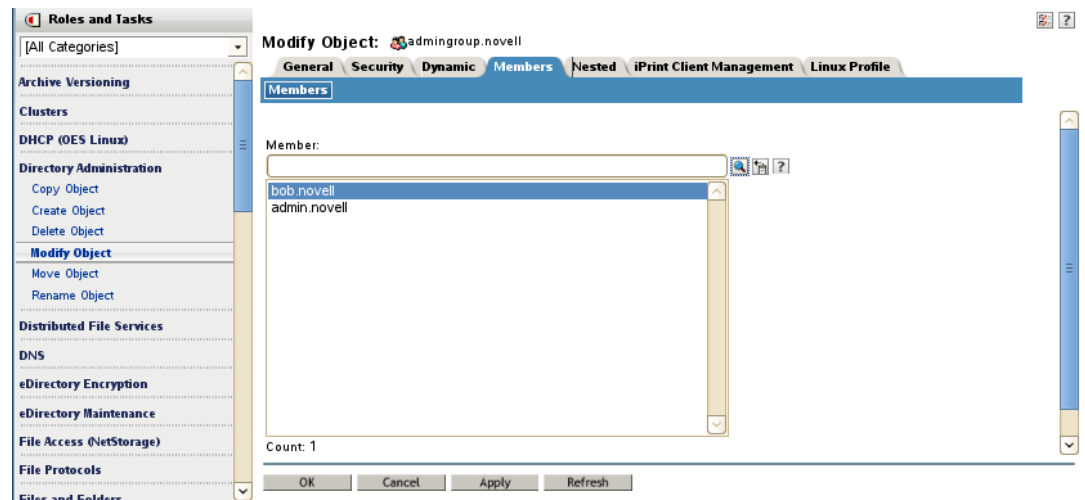 Roles and Tasks
[All Categories]
Archive Versioning
Clusters
DHCP (OES Linux)
Directory Administration
Copy Object
Create Object
Delete Object
Modify Object
Move Object
Rename Object
Distributed File Services
DNS
eDirectory Encryption
eDirectory Maintenance
File Access (NetStorage)
File Protocols
Files and Folders
?
Modify Object: admingroup.novell
General Security Dynamic Members Nested iPrint Client Management Linux Profile
Members
Member:
?
bob.novell
admin.novell
Count: 1
OK Cancel Apply Refresh